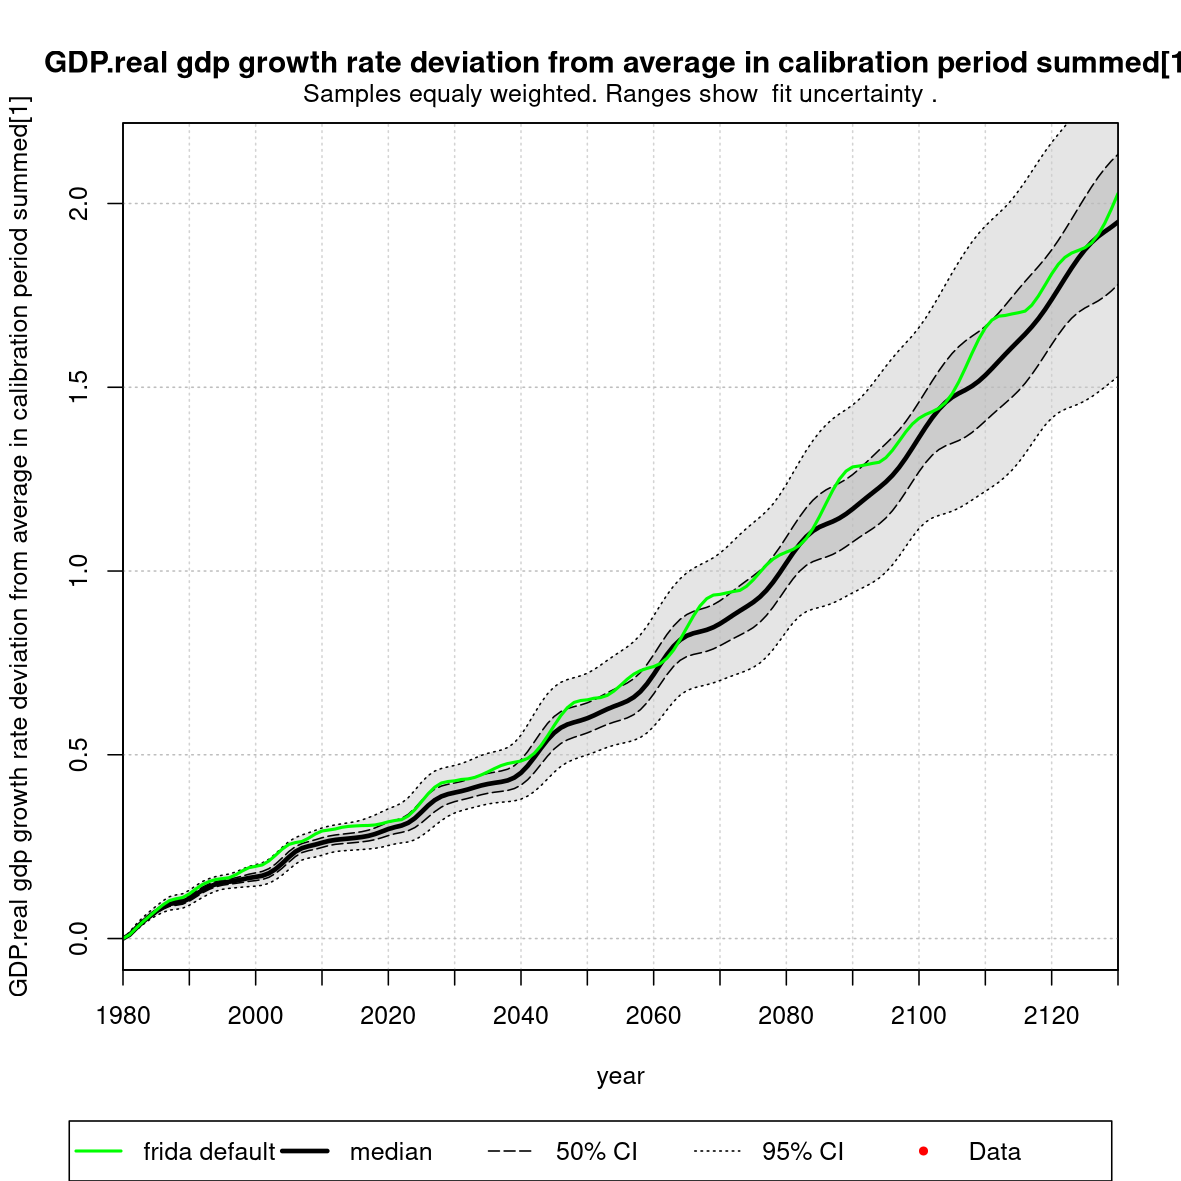 GDP.real gdp growth rate deviation from average in calibration period summed[1
Samples equaly weighted. Ranges show fit uncertainty .
GDP.real gdp growth rate deviation from average in calibration period summed[1]
2.0
1.5
1.0
0.5
0.0
1980 2000 2020 2040 2060 2080 2100 2120
year
frida default median 50% CI 95% CI Data